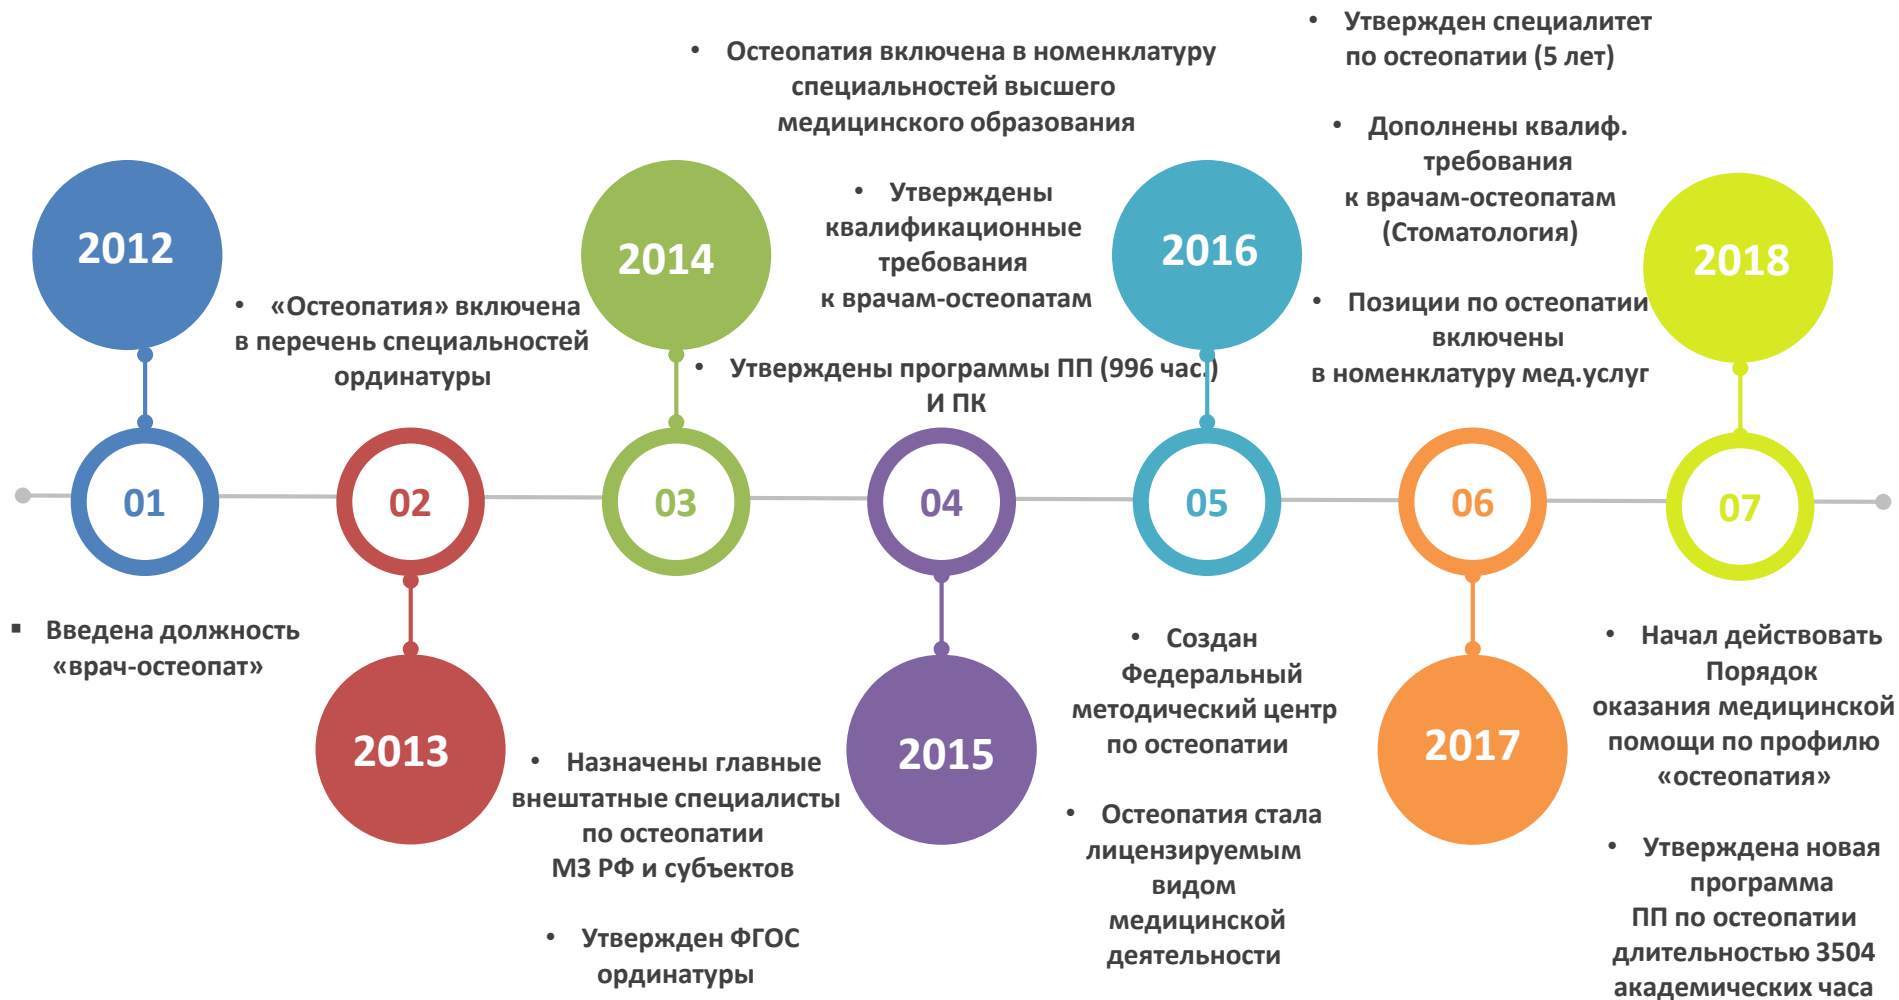 2012
01
Введена должность
«врач-остеопат»
• «Остеопатия» включена
в перечень специальностей
ординатуры
02
2013
2014
03
• Назначены главные
внештатные специалисты
по остеопатии
МЗ РФ и субъектов
• Утвержден ФГОС
ординатуры
• Остеопатия включена в номенклатуру
специальностей высшего
медицинского образования
• Утверждены
квалификационные
требования
к врачам-остеопатам
• Утверждены программы ПП (996 час.)
И ПК
04
2015
2016
05
• Создан
Федеральный
методический центр
по остеопатии
• Остеопатия стала
лицензируемым
видом
медицинской
деятельности
• Утвержден специалитет
по остеопатии (5 лет)
• Дополнены квалиф.
требования
к врачам-остеопатам
(Стоматология)
• Позиции по остеопатии
включены
в номенклатуру мед.услуг
06
2017
2018
07
• Начал действовать
Порядок
оказания медицинской
помощи по профилю
«остеопатия»
• Утверждена новая
программа
ПП по остеопатии
длительностью 3504
академических часа